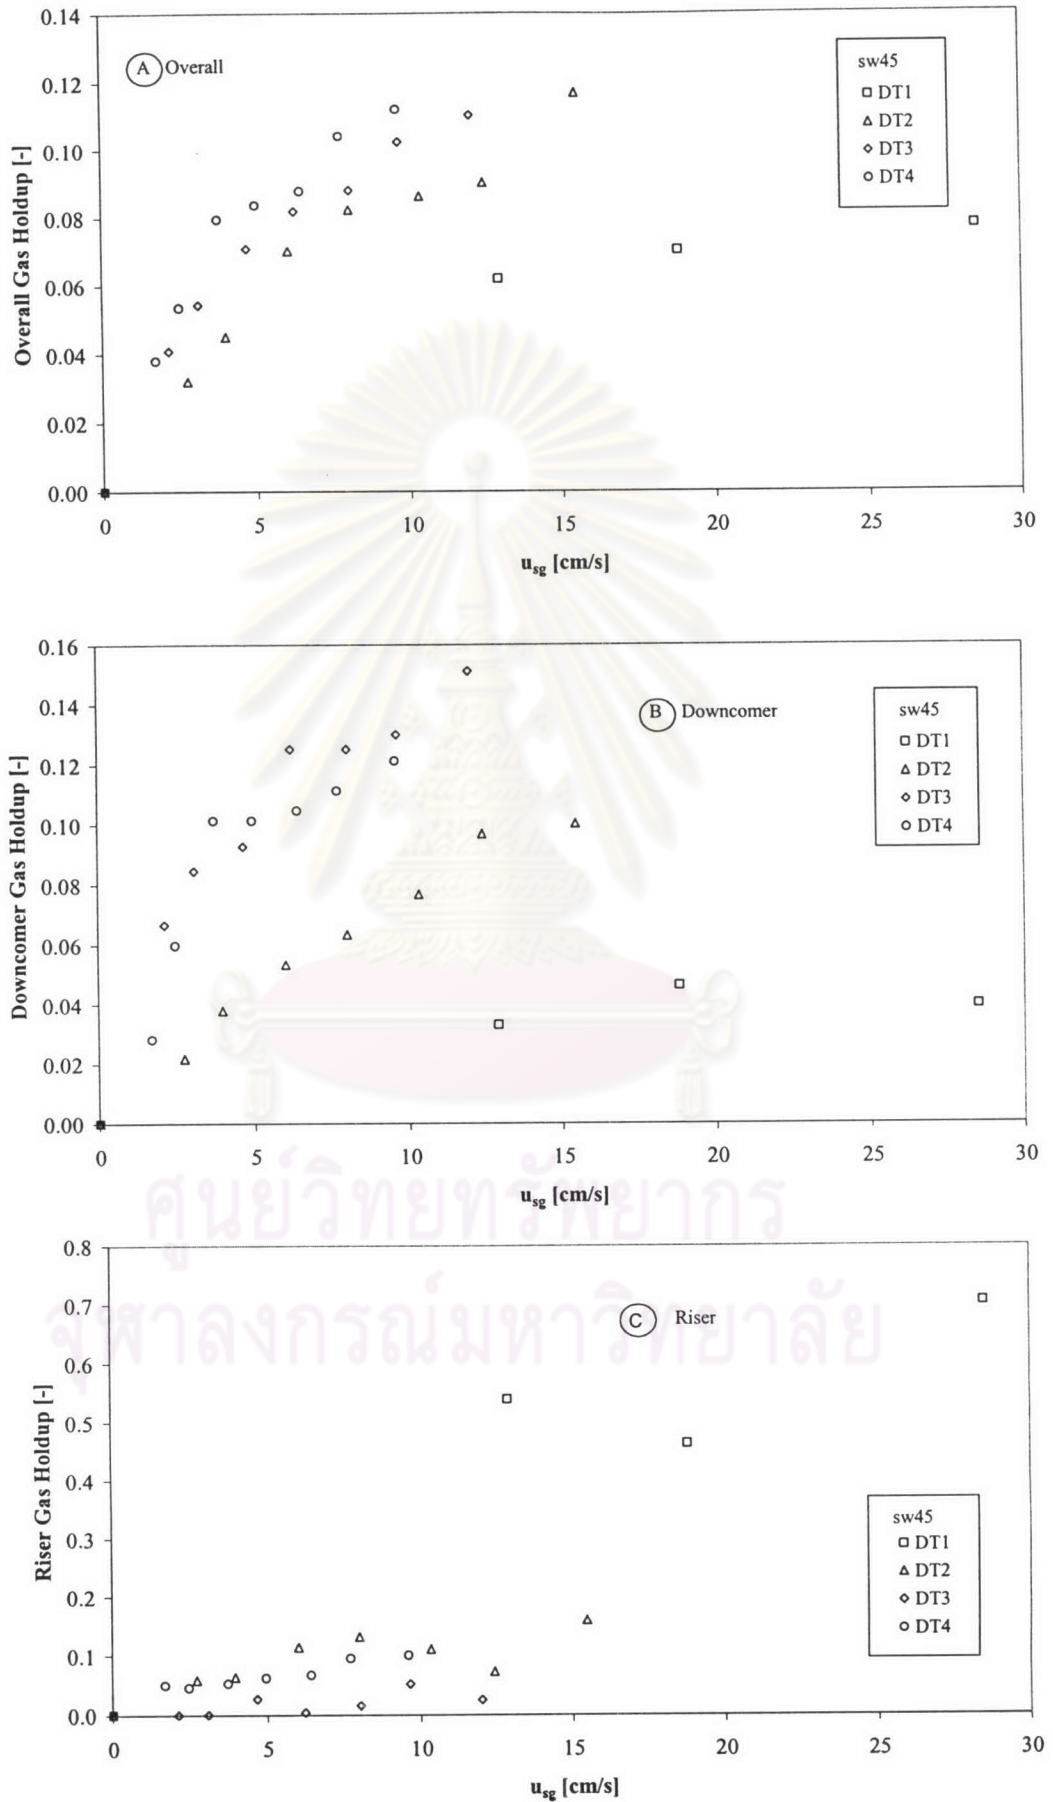 0.14
0.12
0.10
0.08
0.06
0.04
0.02
0.00
Overall Gas Holdup [-]
A Overall
sw45
DT1
DT2
DT3
DT4
0 5 10 15 20 25 30
usg [cm/s]
0.16
0.14
0.12
0.10
0.08
0.06
0.04
0.02
0.00
Downcomer Gas Holdup [-]
B Downcomer
sw45
DT1
DT2
DT3
DT4
0 5 10 15 20 25 30
usg [cm/s]
ศูนย์วิทยทรัพยากร
จุฬาลงกรณ์มหาวิทยาลัย
0.8
0.7
0.6
0.5
0.4
0.3
0.2
0.1
0.0
Riser Gas Holdup [-]
C Riser
sw45
DT1
DT2
DT3
DT4
0 5 10 15 20 25 30
usg [cm/s]